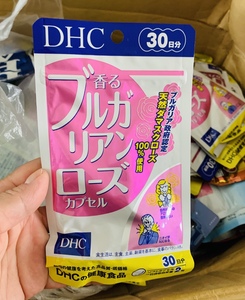 DHC
30日分
香る
ブルガリアンローズ
カプセル
ブルガリア政府認定
天然ダマスクローズ
100%使用
DHC
30日分
DHCの健康食品